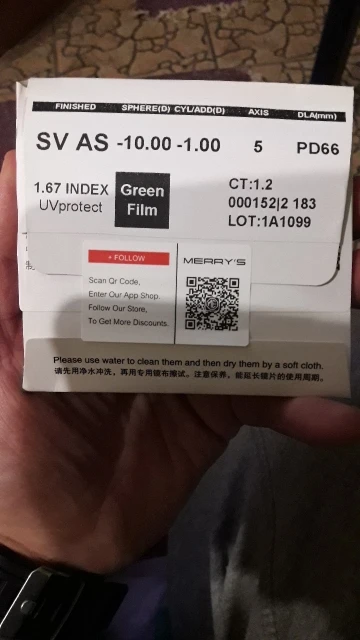 FINISHED SPHERE(D) CYL/ADD(D) AXIS DLA(mm)
SV AS -10.00 -1.00 5 PD66
1.67 INDEX
UVprotect
Green
Film
CT:1.2
000152|2 183
LOT:1A1099
+ FOLLOW
Scan Qr Code,
Enter Our App Shop.
Follow Our Store,
To Get More Discounts.
MERRY'S
Please use water to clean them and then dry them by a soft cloth.
请先用净水冲洗，再用专用镜布擦试。注意保养，能延长镜片的使用周期。